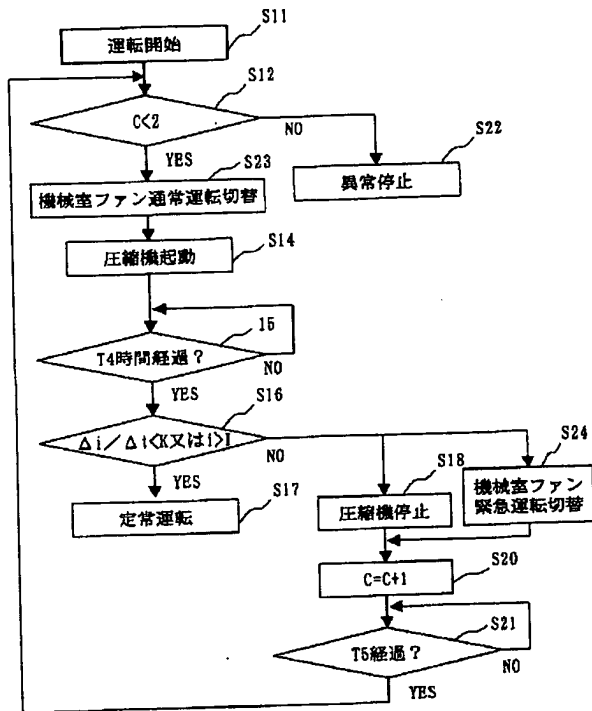 運転開始
S11
S12
C<2
NO
YES
S22
異常停止
S23
機械室ファン通常運転切替
S14
圧縮機起動
15
T4時間経過?
NO
YES
S16
Δi/Δt<K又はi>I
NO
YES
S17
定常運転
S18
圧縮機停止
S24
機械室ファン
緊急運転切替
S20
C=C+1
S21
T5経過?
NO
YES